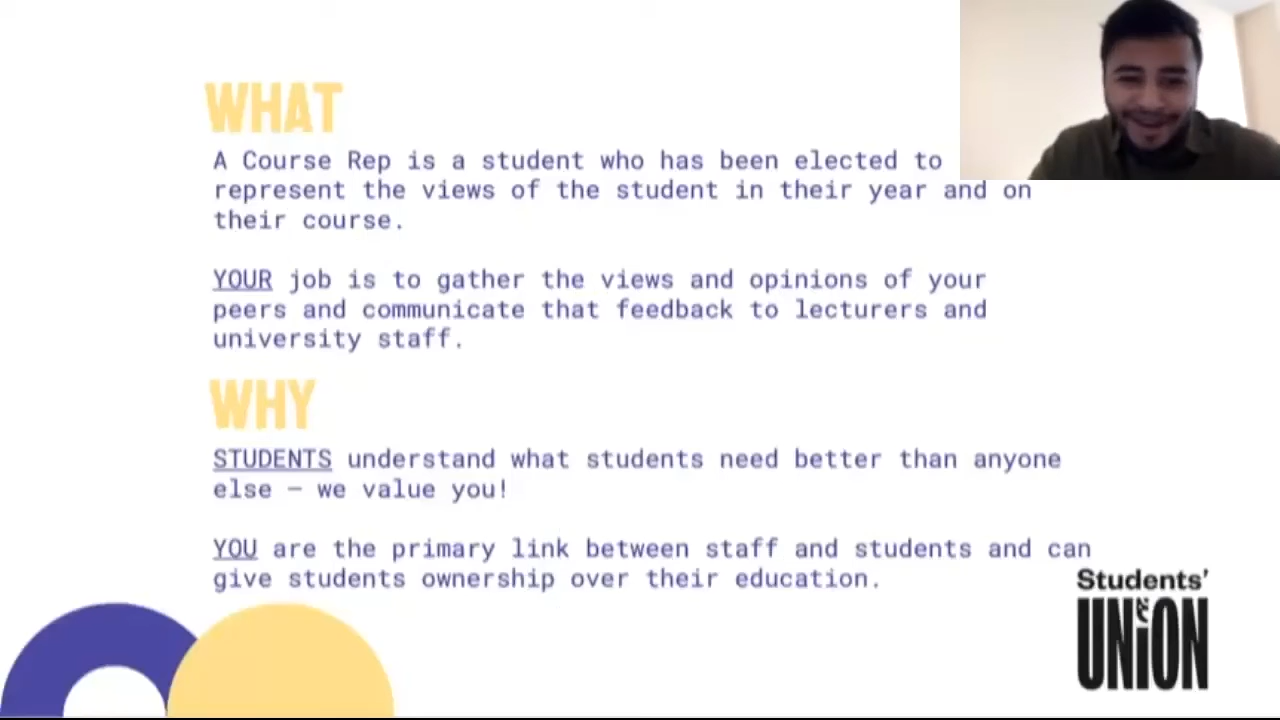 WHAT
A Course Rep is a student who has been elected to
represent the views of the student in their year and on
their course.
YOUR job is to gather the views and opinions of your
peers and communicate that feedback to lecturers and
university staff.
WHY
STUDENTS understand what students need better than anyone
else – we value you!
YOU are the primary link between staff and students and can
give students ownership over their education.
Students'
UNiON